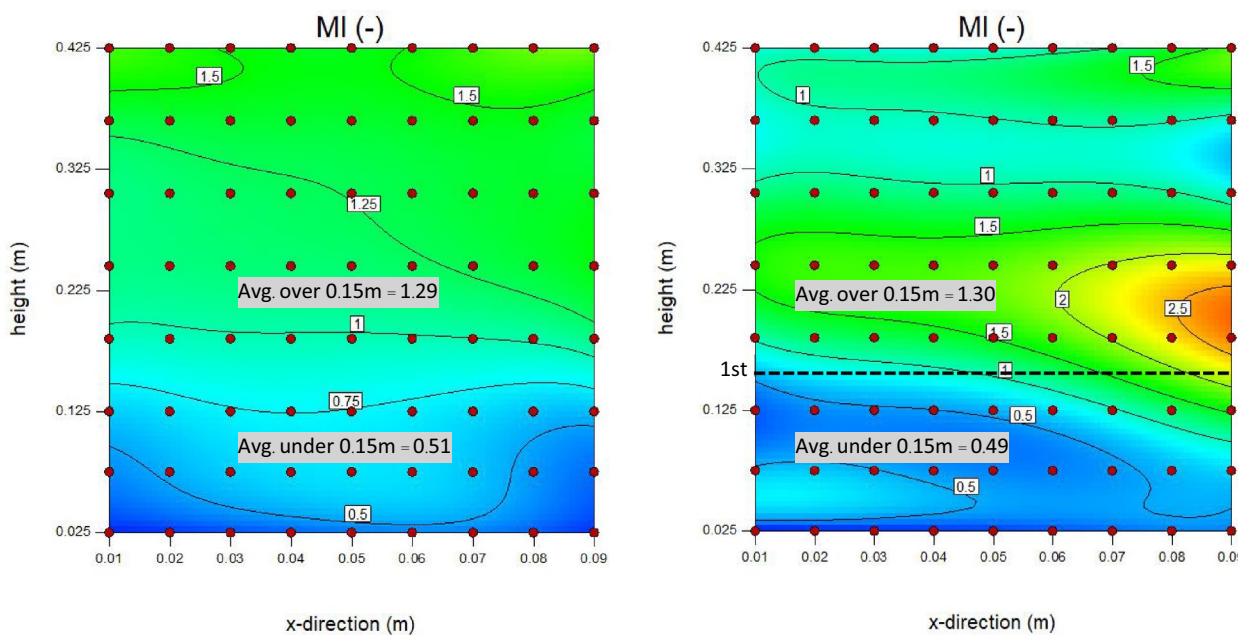 MI (-)
0.425
0.325
0.225
0.125
0.025
height (m)
1.5
1.5
1.25
Avg. over 0.15m = 1.29
1
0.75
Avg. under 0.15m = 0.51
0.5
0.01 0.02 0.03 0.04 0.05 0.06 0.07 0.08 0.09
x-direction (m)
MI (-)
0.425
0.325
0.225
0.125
0.025
height (m)
1.5
1
1
1.5
Avg. over 0.15m = 1.30
2
2.5
1.5
1st
1
0.5
Avg. under 0.15m = 0.49
0.5
0.01 0.02 0.03 0.04 0.05 0.06 0.07 0.08
x-direction (m)